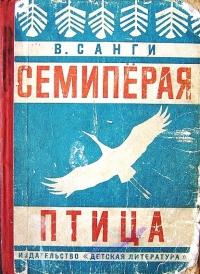 В. САНГИ
СЕМИПЁРАЯ
ПТИЦА
ИЗДАТЕЛЬСТВО «ДЕТСКАЯ ЛИТЕРАТУРА»